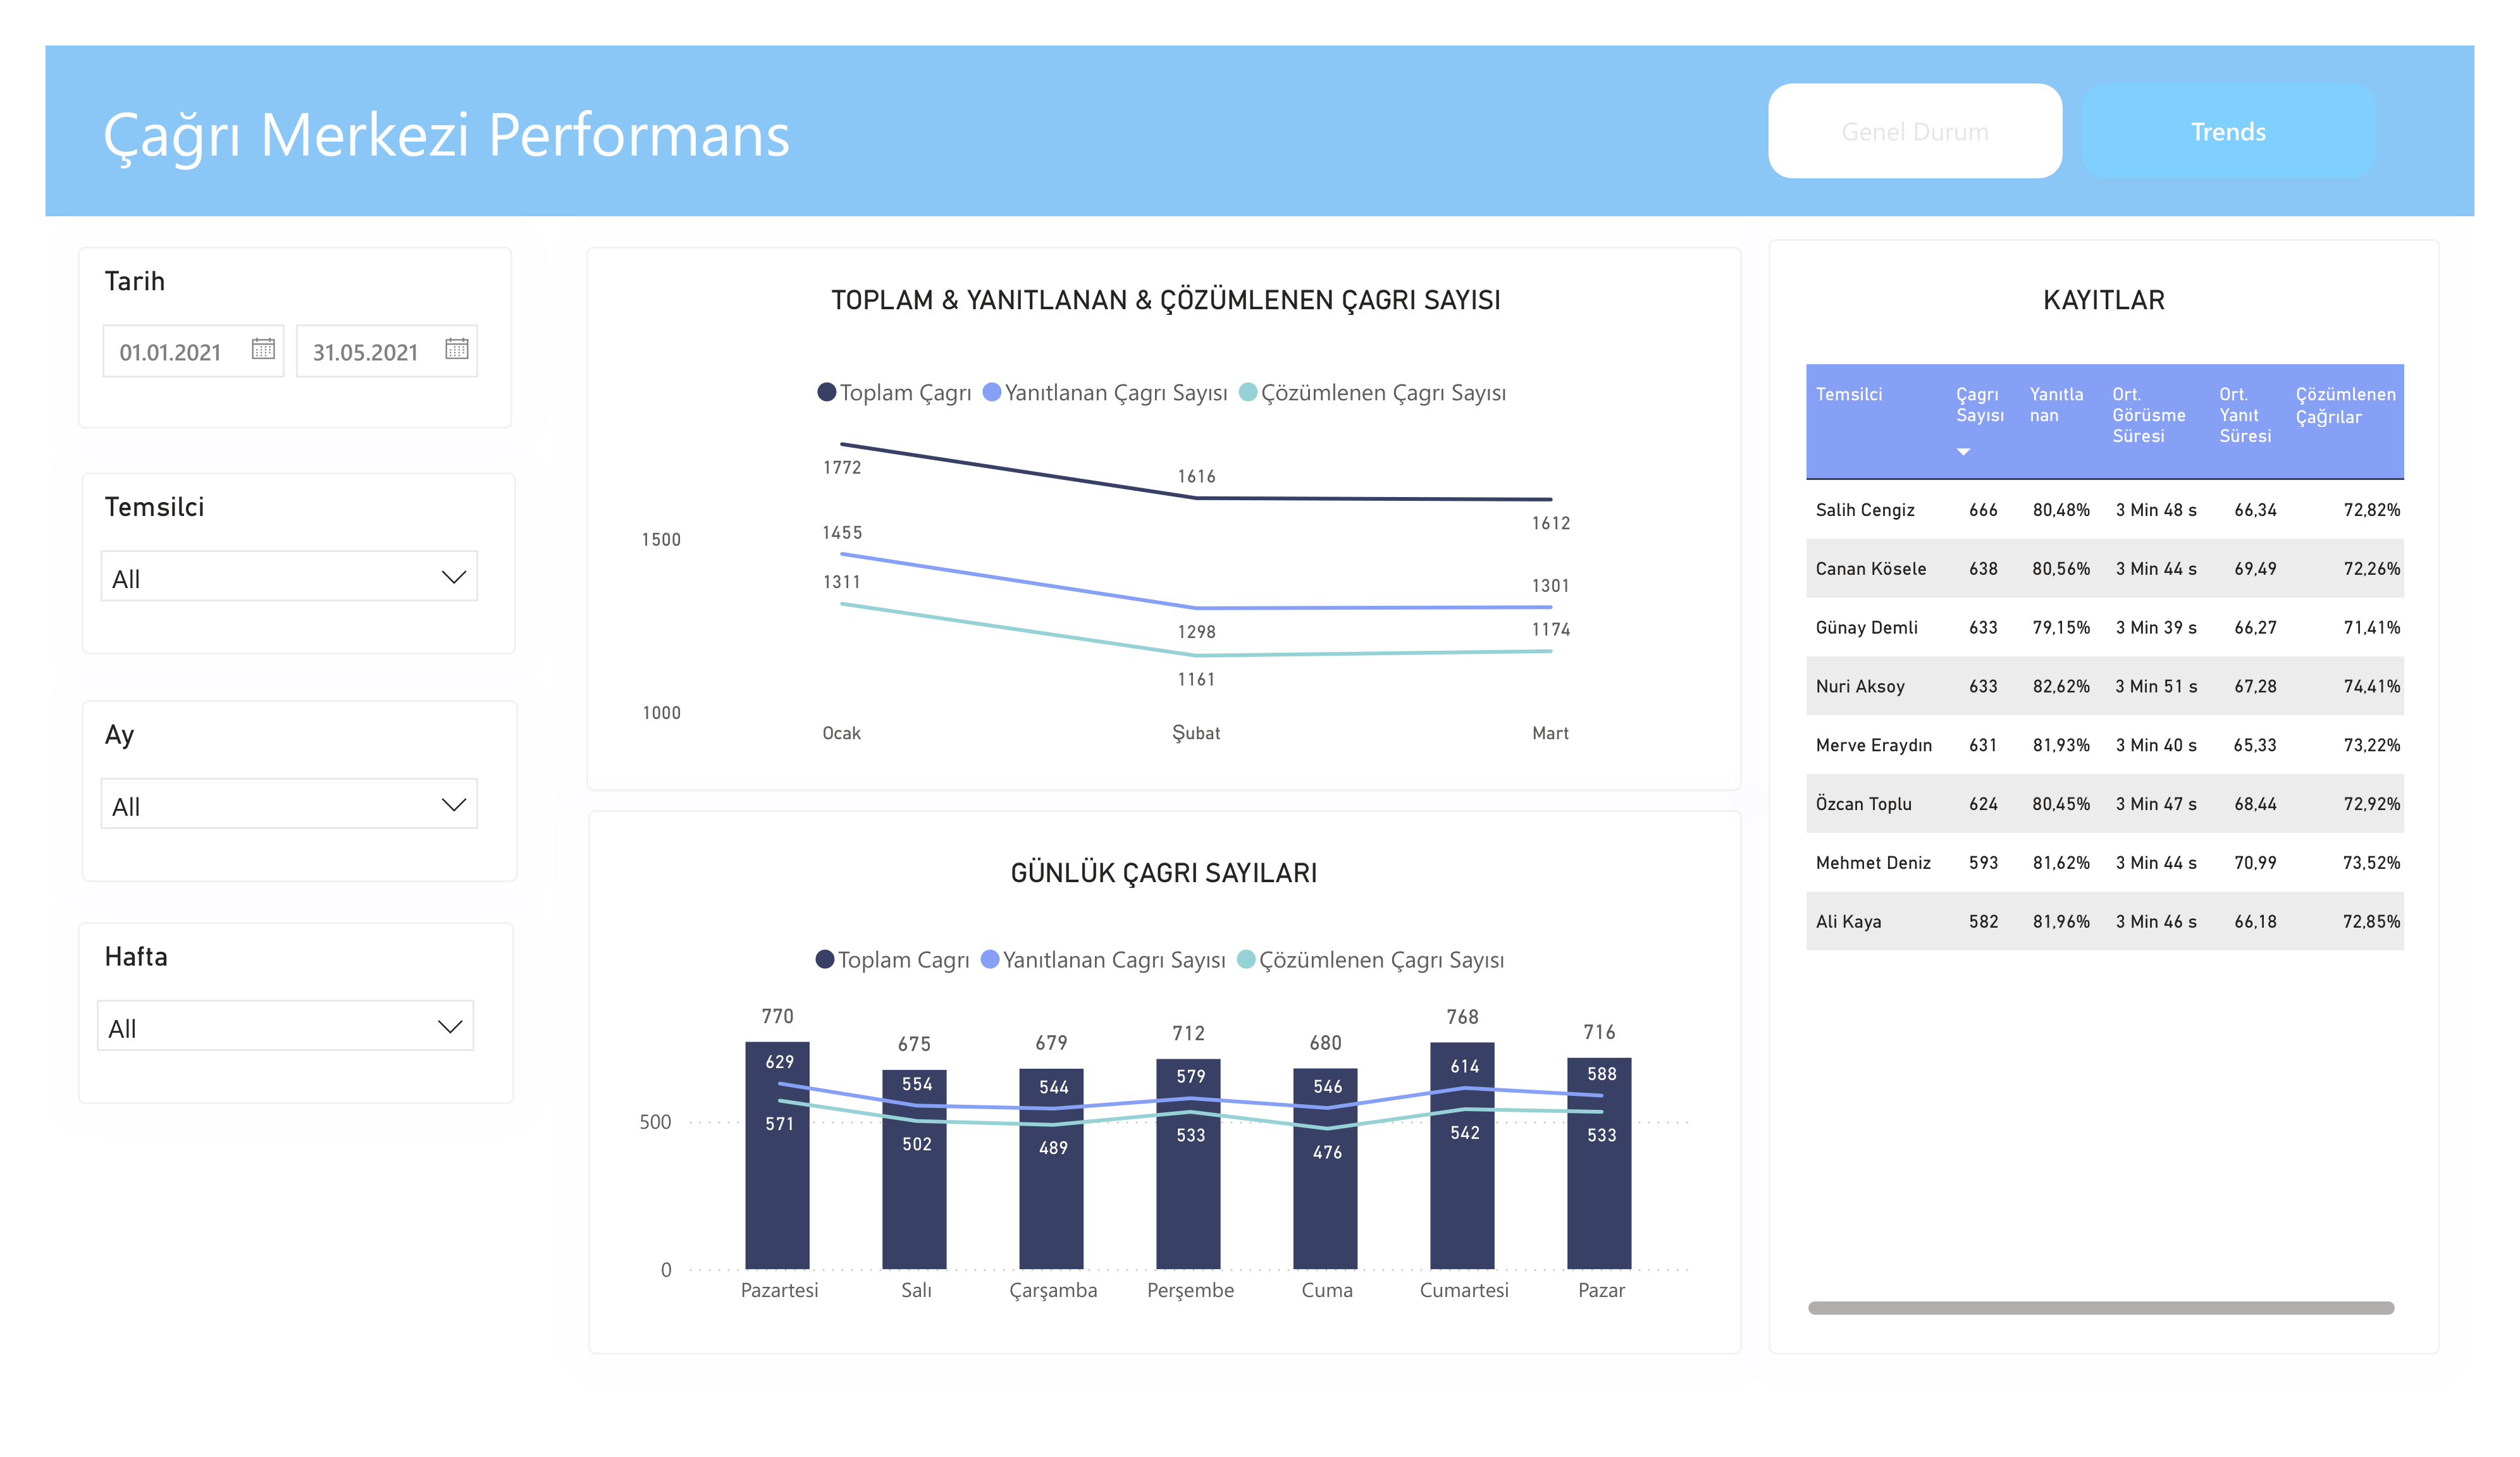 Çağrı Merkezi Performans
Genel Durum
Trends
Tarih
01.01.2021
31.05.2021
Temsilci
All
Ay
All
Hafta
All
TOPLAM & YANITLANAN & ÇÖZÜMLENEN ÇAGRI SAYISI
Toplam Çagrı Yanıtlanan Çagrı Sayısı Çözümlenen Çagrı Sayısı
1772
1616
1612
1500
1455
1298
1301
1311
1161
1174
1000
Ocak Şubat Mart
GÜNLÜK ÇAGRI SAYILARI
Toplam Cagrı Yanıtlanan Cagrı Sayısı Çözümlenen Çagrı Sayısı
770 675 679 712 680 768 716
629 554 544 579 546 614 588
500
571 502 489 533 476 542 533
0
Pazartesi Salı Çarşamba Perşembe Cuma Cumartesi Pazar
KAYITLAR
Temsilci Çagrı Yanıtla Ort. Ort. Çözümlenen
Sayısı nan Görüsme Yanıt Çağrılar
Süresi Süresi
Salih Cengiz 666 80,48% 3 Min 48 s 66,34 72,82%
Canan Kösele 638 80,56% 3 Min 44 s 69,49 72,26%
Günay Demli 633 79,15% 3 Min 39 s 66,27 71,41%
Nuri Aksoy 633 82,62% 3 Min 51 s 67,28 74,41%
Merve Eraydın 631 81,93% 3 Min 40 s 65,33 73,22%
Özcan Toplu 624 80,45% 3 Min 47 s 68,44 72,92%
Mehmet Deniz 593 81,62% 3 Min 44 s 70,99 73,52%
Ali Kaya 582 81,96% 3 Min 46 s 66,18 72,85%